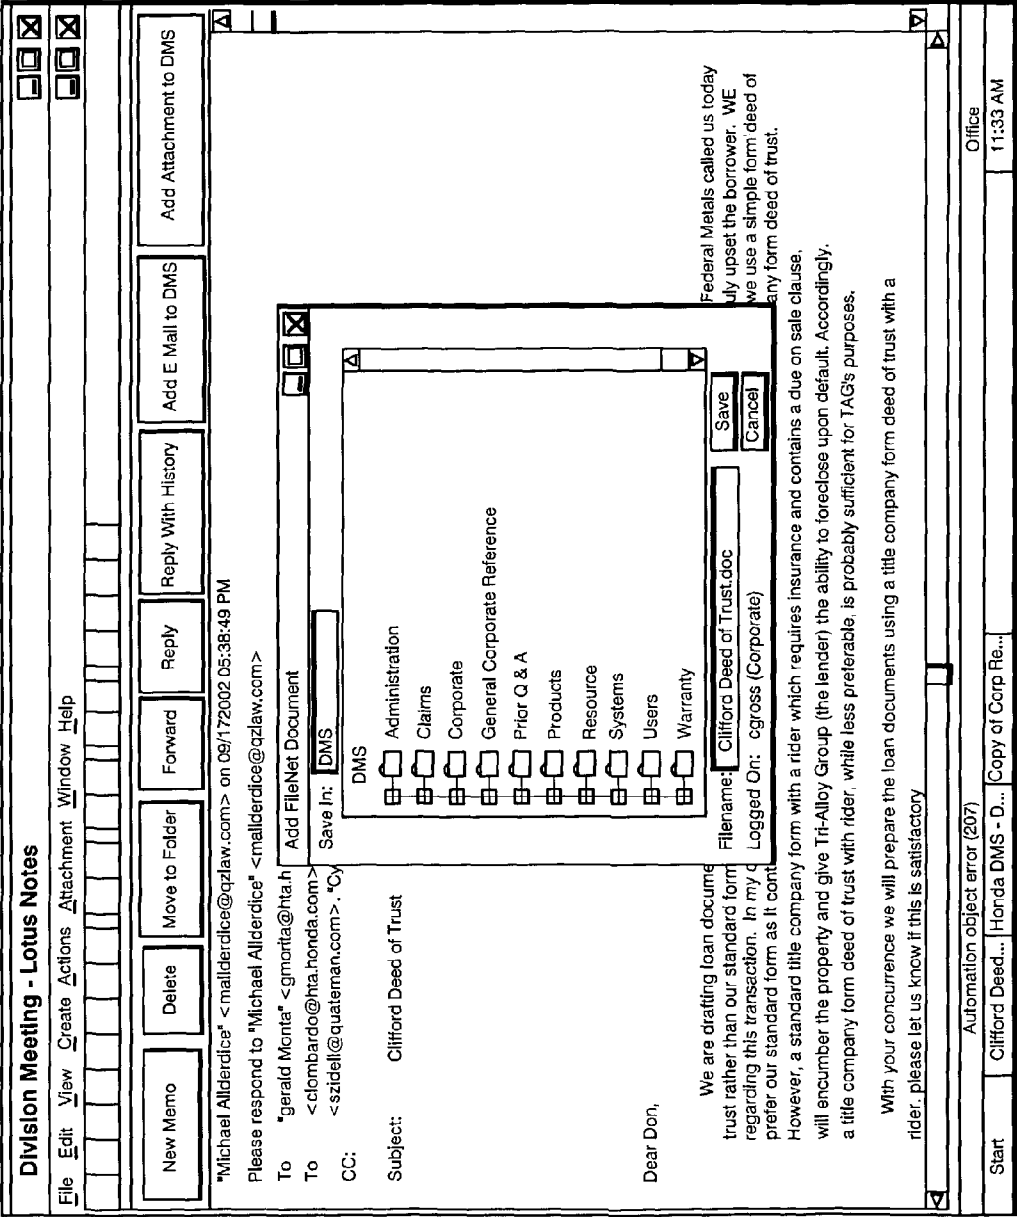 Division Meeting - Lotus Notes
File Edit View Create Actions Attachment Window Help
New Memo Delete Move to Folder Forward Reply Reply With History Add E Mail to DMS Add Attachment to DMS
"Michael Allderdice" < mallderdice@qzlaw.com> on 09/172002 05:38:49 PM
Please respond to "Michael Allderdice" <mallderdice@qzlaw.com>
To "gerald Monta" <gmorita@hta.h
To <clombardo@hta.honda.com>
CC: <szidell@quateman.com>. "Cy
Subject: Clifford Deed of Trust
Add FileNet Document
Save In: DMS
DMS
Administration
Claims
Corporate
General Corporate Reference
Prior Q & A
Products
Resource
Systems
Users
Warranty
Filename: Clifford Deed of Trust.doc Save
Logged On: cgross (Corporate) Cancel
Dear Don,
We are drafting loan docume Federal Metals called us today
trust rather than our standard form uly upset the borrower. WE
regarding this transaction. In my o we use a simple form deed of
prefer our standard form as it cont any form deed of trust.
However, a standard title company form with a rider which requires insurance and contains a due on sale clause,
will encumber the property and give Tri-Alloy Group (the lender) the ability to foreclose upon default. Accordingly,
a title company form deed of trust with rider, while less preferable, is probably sufficient for TAG's purposes.
With your concurrence we will prepare the loan documents using a title company form deed of trust with a
rider. please let us know if this is satisfactory
Automation object error (207) Office
Start Clifford Deed... Honda DMS - D... Copy of Corp Re... 11:33 AM